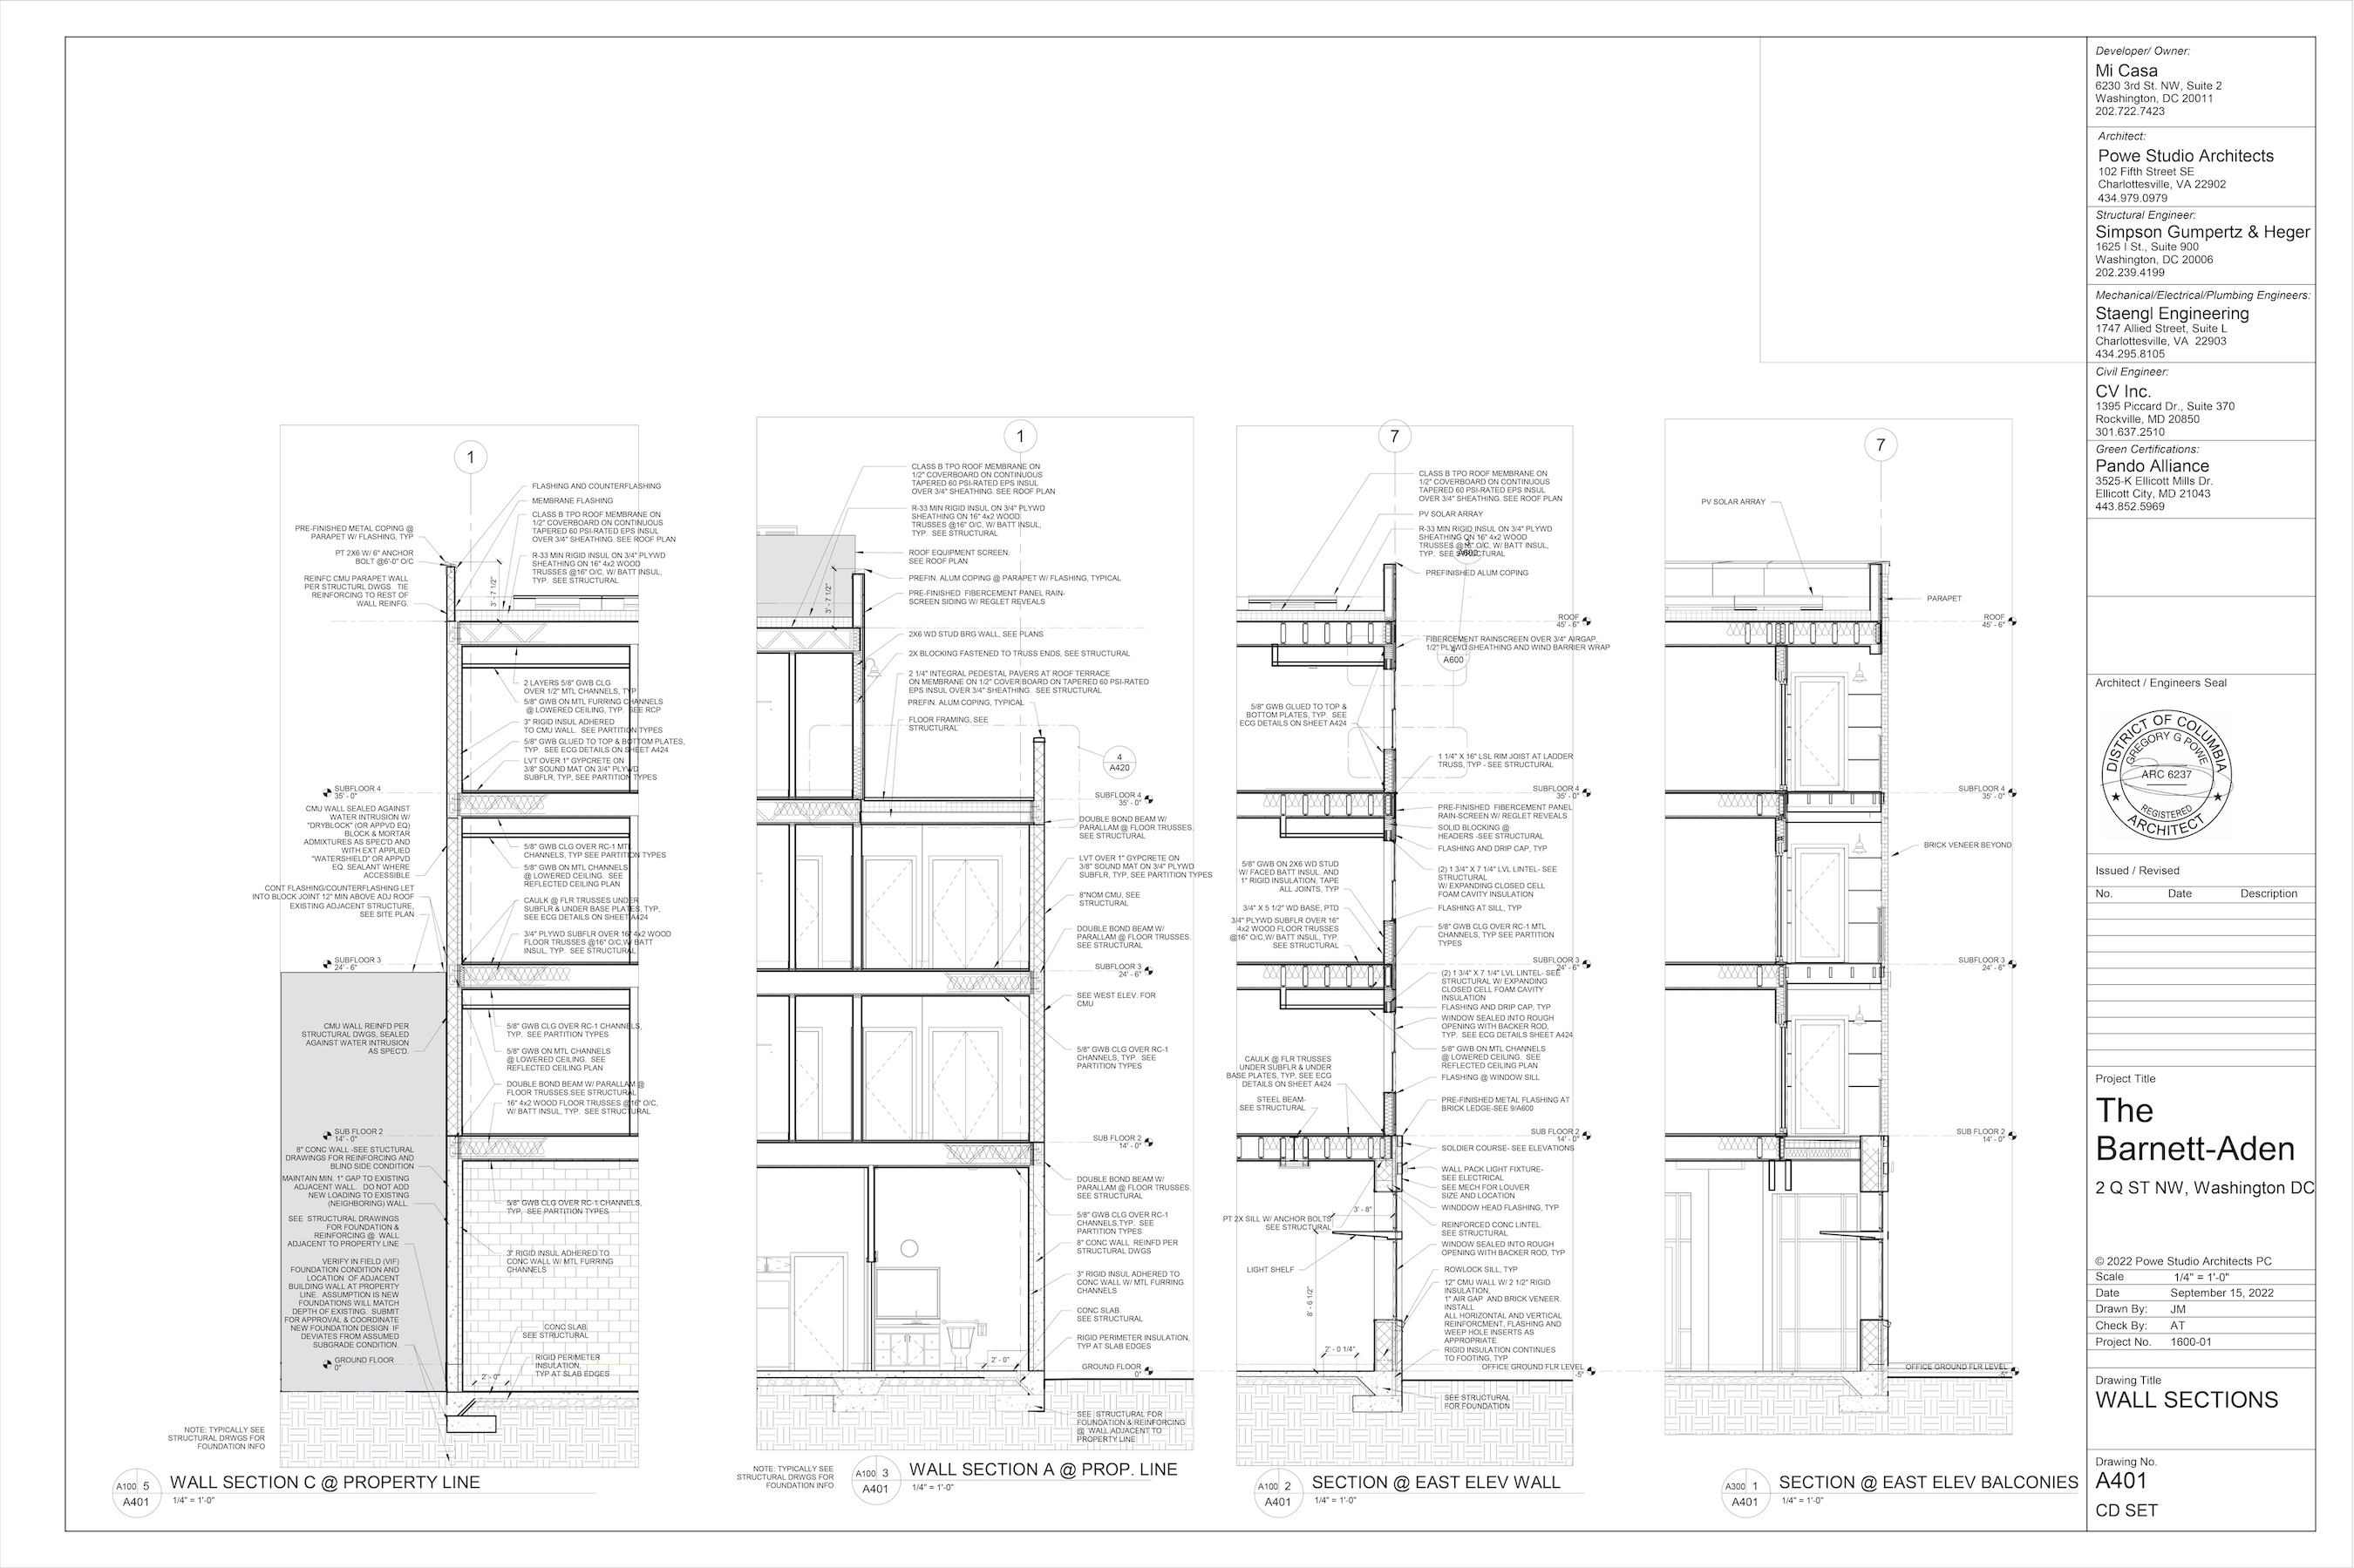 1
FLASHING AND COUNTERFLASHING
MEMBRANE FLASHING
CLASS B TPO ROOF MEMBRANE ON
1/2" COVERBOARD ON CONTINUOUS
TAPERED 60 PSI-RATED EPS INSUL
OVER 3/4" SHEATHING. SEE ROOF PLAN
R-33 MIN RIGID INSUL ON 3/4" PLYWD
SHEATHING ON 16" 4x2 WOOD
TRUSSES @16" O/C, W/ BATT INSUL,
TYP. SEE STRUCTURAL
PRE-FINISHED METAL COPING @
PARAPET W/ FLASHING, TYP
PT 2X6 W/ 6" ANCHOR
BOLT @6'-0" O/C
REINFC CMU PARAPET WALL
PER STRUCTURL DWGS. TIE
REINFORCING TO REST OF
WALL REINFG.
3' - 7 1/2"
2 LAYERS 5/8" GWB CLG
OVER 1/2" MTL CHANNELS, TYP
5/8" GWB ON MTL FURRING CHANNELS
@ LOWERED CEILING, TYP. SEE RCP
3" RIGID INSUL ADHERED
TO CMU WALL. SEE PARTITION TYPES
5/8" GWB GLUED TO TOP & BOTTOM PLATES,
TYP. SEE ECG DETAILS ON SHEET A424
LVT OVER 1" GYPCRETE ON
3/8" SOUND MAT ON 3/4" PLYWD
SUBFLR, TYP, SEE PARTITION TYPES
SUBFLOOR 4
35' - 0"
CMU WALL SEALED AGAINST
WATER INTRUSION W/
"DRYBLOCK" (OR APPVD EQ)
BLOCK & MORTAR
ADMIXTURES AS SPEC'D AND
WITH EXT APPLIED
"WATERSHIELD" OR APPVD
EQ. SEALANT WHERE
ACCESSIBLE
CONT FLASHING/COUNTERFLASHING LET
INTO BLOCK JOINT 12" MIN ABOVE ADJ ROOF
EXISTING ADJACENT STRUCTURE,
SEE SITE PLAN
5/8" GWB CLG OVER RC-1 MTL
CHANNELS, TYP SEE PARTITION TYPES
5/8" GWB ON MTL CHANNELS
@ LOWERED CEILING. SEE
REFLECTED CEILING PLAN
CAULK @ FLR TRUSSES UNDER
SUBFLR & UNDER BASE PLATES, TYP,
SEE ECG DETAILS ON SHEET A424
3/4" PLYWD SUBFLR OVER 16" 4x2 WOOD
FLOOR TRUSSES @16" O/C,W/ BATT
INSUL, TYP. SEE STRUCTURAL
SUBFLOOR 3
24' - 6"
CMU WALL REINFD PER
STRUCTURAL DWGS, SEALED
AGAINST WATER INTRUSION
AS SPEC'D.
5/8" GWB CLG OVER RC-1 CHANNELS,
TYP. SEE PARTITION TYPES
5/8" GWB ON MTL CHANNELS
@ LOWERED CEILING. SEE
REFLECTED CEILING PLAN
DOUBLE BOND BEAM W/ PARALLAM @
FLOOR TRUSSES.SEE STRUCTURAL
16" 4x2 WOOD FLOOR TRUSSES @16" O/C,
W/ BATT INSUL, TYP. SEE STRUCTURAL
SUB FLOOR 2
14' - 0"
8" CONC WALL -SEE STUCTURAL
DRAWINGS FOR REINFORCING AND
BLIND SIDE CONDITION
MAINTAIN MIN. 1" GAP TO EXISTING
ADJACENT WALL. DO NOT ADD
NEW LOADING TO EXISTING
(NEIGHBORING) WALL.
SEE STRUCTURAL DRAWINGS
FOR FOUNDATION &
REINFORCING @ WALL
ADJACENT TO PROPERTY LINE
VERIFY IN FIELD (VIF)
FOUNDATION CONDITION AND
LOCATION OF ADJACENT
BUILDING WALL AT PROPERTY
LINE. ASSUMPTION IS NEW
FOUNDATIONS WILL MATCH
DEPTH OF EXISTING. SUBMIT
FOR APPROVAL & COORDINATE
NEW FOUNDATION DESIGN IF
DEVIATES FROM ASSUMED
SUBGRADE CONDITION.
5/8" GWB CLG OVER RC-1 CHANNELS,
TYP. SEE PARTITION TYPES
3" RIGID INSUL ADHERED TO
CONC WALL W/ MTL FURRING
CHANNELS
CONC SLAB,
SEE STRUCTURAL
RIGID PERIMETER
INSULATION,
TYP AT SLAB EDGES
2' - 0"
GROUND FLOOR
0"
NOTE: TYPICALLY SEE
STRUCTURAL DRWGS FOR
FOUNDATION INFO
A100 5
A401
WALL SECTION C @ PROPERTY LINE
1/4" = 1'-0"
1
CLASS B TPO ROOF MEMBRANE ON
1/2" COVERBOARD ON CONTINUOUS
TAPERED 60 PSI-RATED EPS INSUL
OVER 3/4" SHEATHING. SEE ROOF PLAN
R-33 MIN RIGID INSUL ON 3/4" PLYWD
SHEATHING ON 16" 4x2 WOOD
TRUSSES @16" O/C, W/ BATT INSUL,
TYP. SEE STRUCTURAL
ROOF EQUIPMENT SCREEN.
SEE ROOF PLAN
PREFIN. ALUM COPING @ PARAPET W/ FLASHING, TYPICAL
PRE-FINISHED FIBERCEMENT PANEL RAIN-
SCREEN SIDING W/ REGLET REVEALS
3' - 7 1/2"
2X6 WD STUD BRG WALL, SEE PLANS
2X BLOCKING FASTENED TO TRUSS ENDS, SEE STRUCTURAL
2 1/4" INTEGRAL PEDESTAL PAVERS AT ROOF TERRACE
ON MEMBRANE ON 1/2" COVER BOARD ON TAPERED 60 PSI-RATED
EPS INSUL OVER 3/4" SHEATHING. SEE STRUCTURAL
PREFIN. ALUM COPING, TYPICAL
FLOOR FRAMING, SEE
STRUCTURAL
4
A420
SUBFLOOR 4
35' - 0"
DOUBLE BOND BEAM W/
PARALLAM @ FLOOR TRUSSES.
SEE STRUCTURAL
LVT OVER 1" GYPCRETE ON
3/8" SOUND MAT ON 3/4" PLYWD
SUBFLR, TYP, SEE PARTITION TYPES
8"NOM CMU, SEE
STRUCTURAL
DOUBLE BOND BEAM W/
PARALLAM @ FLOOR TRUSSES.
SEE STRUCTURAL
SUBFLOOR 3
24' - 6"
SEE WEST ELEV. FOR
CMU
5/8" GWB CLG OVER RC-1
CHANNELS, TYP. SEE
PARTITION TYPES
SUB FLOOR 2
14' - 0"
DOUBLE BOND BEAM W/
PARALLAM @ FLOOR TRUSSES.
SEE STRUCTURAL
5/8" GWB CLG OVER RC-1
CHANNELS,TYP. SEE
PARTITION TYPES
8" CONC WALL REINFD PER
STRUCTURAL DWGS
3" RIGID INSUL ADHERED TO
CONC WALL W/ MTL FURRING
CHANNELS
CONC SLAB.
SEE STRUCTURAL
RIGID PERIMETER INSULATION,
TYP AT SLAB EDGES
2' - 0"
GROUND FLOOR
0"
SEE STRUCTURAL FOR
FOUNDATION & REINFORCING
@ WALL ADJACENT TO
PROPERTY LINE
NOTE: TYPICALLY SEE
STRUCTURAL DRWGS FOR
FOUNDATION INFO
A100 3
A401
WALL SECTION A @ PROP. LINE
1/4" = 1'-0"
7
CLASS B TPO ROOF MEMBRANE ON
1/2" COVERBOARD ON CONTINUOUS
TAPERED 60 PSI-RATED EPS INSUL
OVER 3/4" SHEATHING. SEE ROOF PLAN
PV SOLAR ARRAY
R-33 MIN RIGID INSUL ON 3/4" PLYWD
SHEATHING ON 16" 4x2 WOOD
TRUSSES @16" O/C, W/ BATT INSUL,
TYP. SEE STRUCTURAL
A600
PREFINISHED ALUM COPING
ROOF
45' - 6"
FIBERCEMENT RAINSCREEN OVER 3/4" AIRGAP,
1/2" PLYWD SHEATHING AND WIND BARRIER WRAP
A600
5/8" GWB GLUED TO TOP &
BOTTOM PLATES, TYP. SEE
ECG DETAILS ON SHEET A424
1 1/4" X 16" LSL RIM JOIST AT LADDER
TRUSS, TYP - SEE STRUCTURAL
SUBFLOOR 4
35' - 0"
PRE-FINISHED FIBERCEMENT PANEL
RAIN-SCREEN W/ REGLET REVEALS
SOLID BLOCKING @
HEADERS -SEE STRUCTURAL
FLASHING AND DRIP CAP, TYP
(2) 1 3/4" X 7 1/4" LVL LINTEL- SEE
STRUCTURAL
W/ EXPANDING CLOSED CELL
FOAM CAVITY INSULATION
5/8" GWB ON 2X6 WD STUD
W/ FACED BATT INSUL. AND
1" RIGID INSULATION, TAPE
ALL JOINTS, TYP
3/4" X 5 1/2" WD BASE, PTD
3/4" PLYWD SUBFLR OVER 16"
4x2 WOOD FLOOR TRUSSES
@16" O/C,W/ BATT INSUL, TYP.
SEE STRUCTURAL
FLASHING AT SILL, TYP
5/8" GWB CLG OVER RC-1 MTL
CHANNELS, TYP SEE PARTITION
TYPES
SUBFLOOR 3
24' - 6"
(2) 1 3/4" X 7 1/4" LVL LINTEL- SEE
STRUCTURAL W/ EXPANDING
CLOSED CELL FOAM CAVITY
INSULATION
FLASHING AND DRIP CAP, TYP
WINDOW SEALED INTO ROUGH
OPENING WITH BACKER ROD,
TYP. SEE ECG DETAILS SHEET A424
5/8" GWB ON MTL CHANNELS
@ LOWERED CEILING. SEE
REFLECTED CEILING PLAN
FLASHING @ WINDOW SILL
CAULK @ FLR TRUSSES
UNDER SUBFLR & UNDER
BASE PLATES, TYP, SEE ECG
DETAILS ON SHEET A424
STEEL BEAM-
SEE STRUCTURAL
PRE-FINISHED METAL FLASHING AT
BRICK LEDGE-SEE 9/A600
SUB FLOOR 2
14' - 0"
SOLDIER COURSE- SEE ELEVATIONS
WALL PACK LIGHT FIXTURE-
SEE ELECTRICAL
SEE MECH FOR LOUVER
SIZE AND LOCATION
WINDDOW HEAD FLASHING, TYP
3' - 8"
PT 2X SILL W/ ANCHOR BOLTS
SEE STRUCTURAL
REINFORCED CONC LINTEL.
SEE STRUCTURAL
WINDOW SEALED INTO ROUGH
OPENING WITH BACKER ROD, TYP
LIGHT SHELF
ROWLOCK SILL, TYP
12" CMU WALL W/ 2 1/2" RIGID
INSULATION,
1" AIR GAP AND BRICK VENEER.
INSTALL
ALL HORIZONTAL AND VERTICAL
REINFORCMENT, FLASHING AND
WEEP HOLE INSERTS AS
APPROPRIATE
RIGID INSULATION CONTINUES
TO FOOTING, TYP
8' - 6 1/2"
2' - 0 1/4"
OFFICE GROUND FLR LEVEL
-5"
SEE STRUCTURAL
FOR FOUNDATION
A100 2
A401
SECTION @ EAST ELEV WALL
1/4" = 1'-0"
7
PV SOLAR ARRAY
PARAPET
ROOF
45' - 6"
SUBFLOOR 4
35' - 0"
BRICK VENEER BEYOND
SUBFLOOR 3
24' - 6"
SUB FLOOR 2
14' - 0"
OFFICE GROUND FLR LEVEL
-5"
A300 1
A401
SECTION @ EAST ELEV BALCONIES
1/4" = 1'-0"
Developer/ Owner:
Mi Casa
6230 3rd St. NW, Suite 2
Washington, DC 20011
202.722.7423
Architect:
Powe Studio Architects
102 Fifth Street SE
Charlottesville, VA 22902
434.979.0979
Structural Engineer:
Simpson Gumpertz & Heger
1625 I St., Suite 900
Washington, DC 20006
202.239.4199
Mechanical/Electrical/Plumbing Engineers:
Staengl Engineering
1747 Allied Street, Suite L
Charlottesville, VA 22903
434.295.8105
Civil Engineer:
CV Inc.
1395 Piccard Dr., Suite 370
Rockville, MD 20850
301.637.2510
Green Certifications:
Pando Alliance
3525-K Ellicott Mills Dr.
Ellicott City, MD 21043
443.852.5969
Architect / Engineers Seal
DISTRICT OF COLUMBIA
GREGORY G POWE
ARC 6237
REGISTERED
ARCHITECT
Issued / Revised
No. Date Description
Project Title
The
Barnett-Aden
2 Q ST NW, Washington DC
© 2022 Powe Studio Architects PC
Scale 1/4" = 1'-0"
Date September 15, 2022
Drawn By: JM
Check By: AT
Project No. 1600-01
Drawing Title
WALL SECTIONS
Drawing No.
A401
CD SET